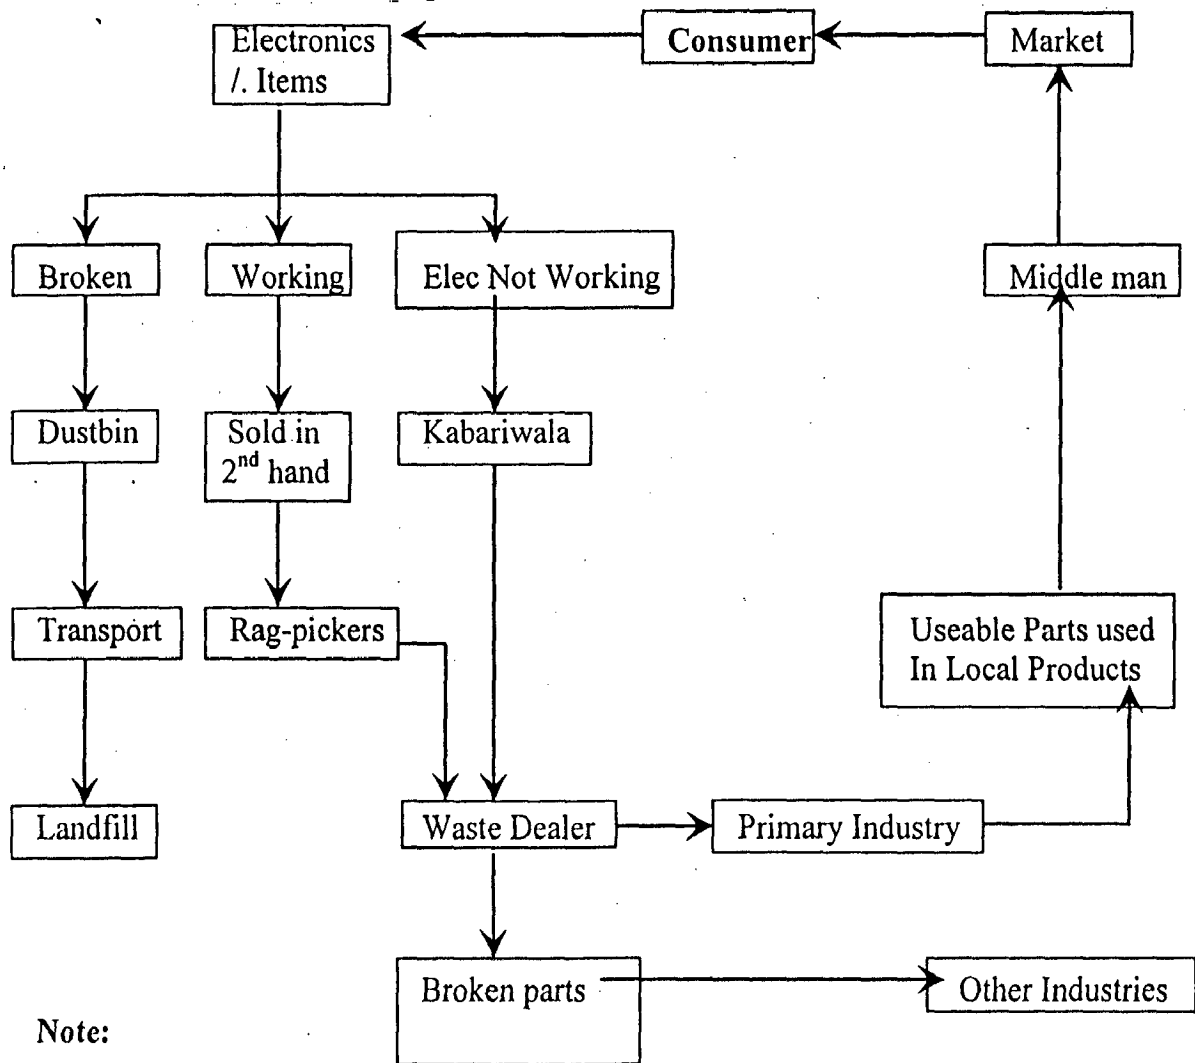 Electronics
/. Items
Consumer
Market
Broken
Working
Elec Not Working
Middle man
Dustbin
Sold in
2nd hand
Kabariwala
Transport
Rag-pickers
Useable Parts used
In Local Products
Landfill
Waste Dealer
Primary Industry
Broken parts
Other Industries
Note: